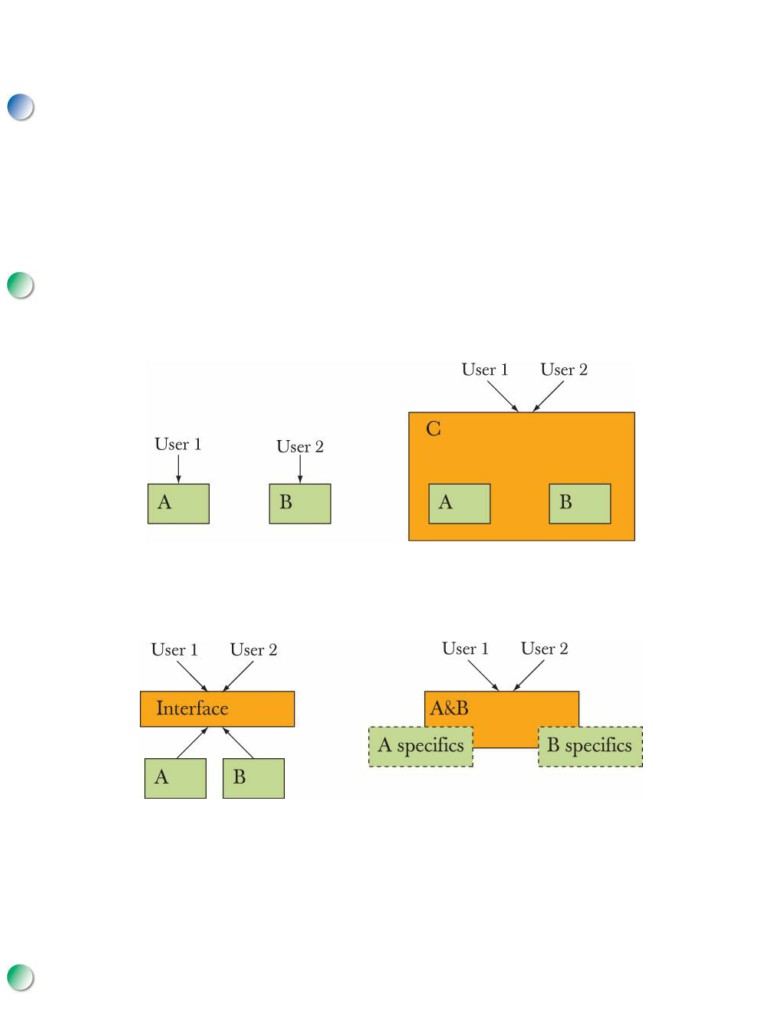 User 1 User 2
C
User 1 User 2
A B A B
User 1 User 2 User 1 User 2
Interface A&B
A specifics B specifics
A B